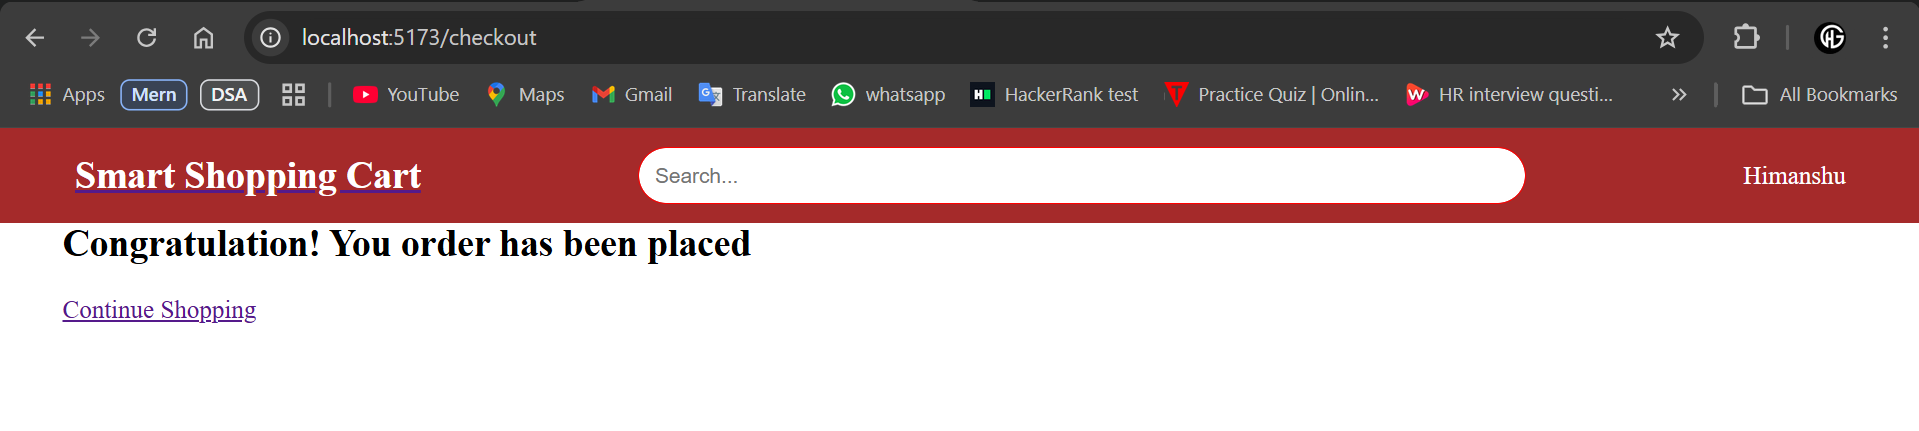 localhost:5173/checkout
Apps Mern DSA YouTube Maps Gmail Translate whatsapp HackerRank test Practice Quiz | Onlin... HR interview questi... All Bookmarks
Smart Shopping Cart Search... Himanshu
Congratulation! You order has been placed
Continue Shopping